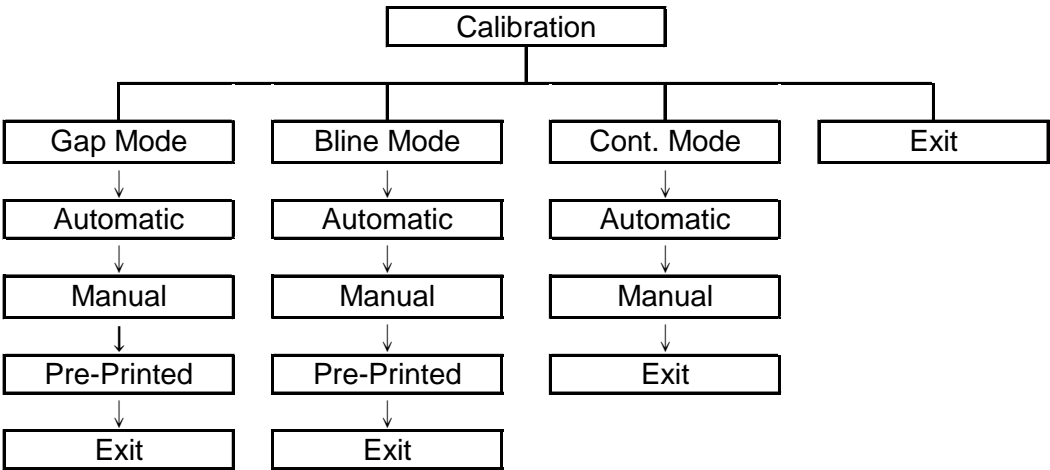 Calibration
Gap Mode
Bline Mode
Cont. Mode
Exit
Automatic
Automatic
Automatic
Manual
Manual
Manual
Pre-Printed
Pre-Printed
Exit
Exit
Exit